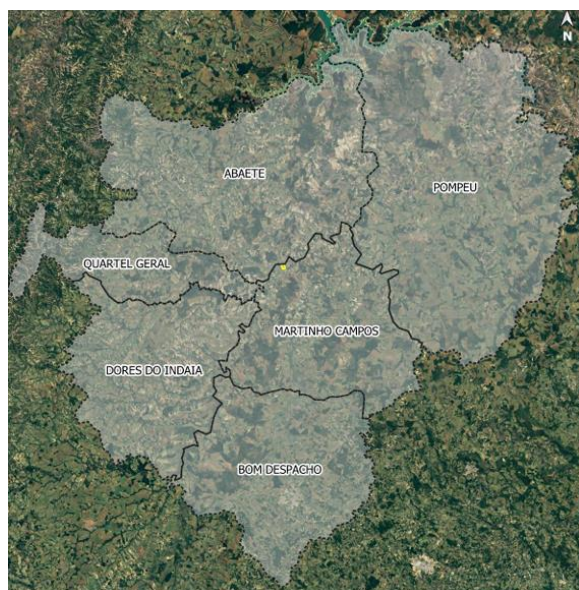 N
ABAETE
POMPEU
QUARTEL GERAL
MARTINHO CAMPOS
DORES DO INDAIA
BOM DESPACHO